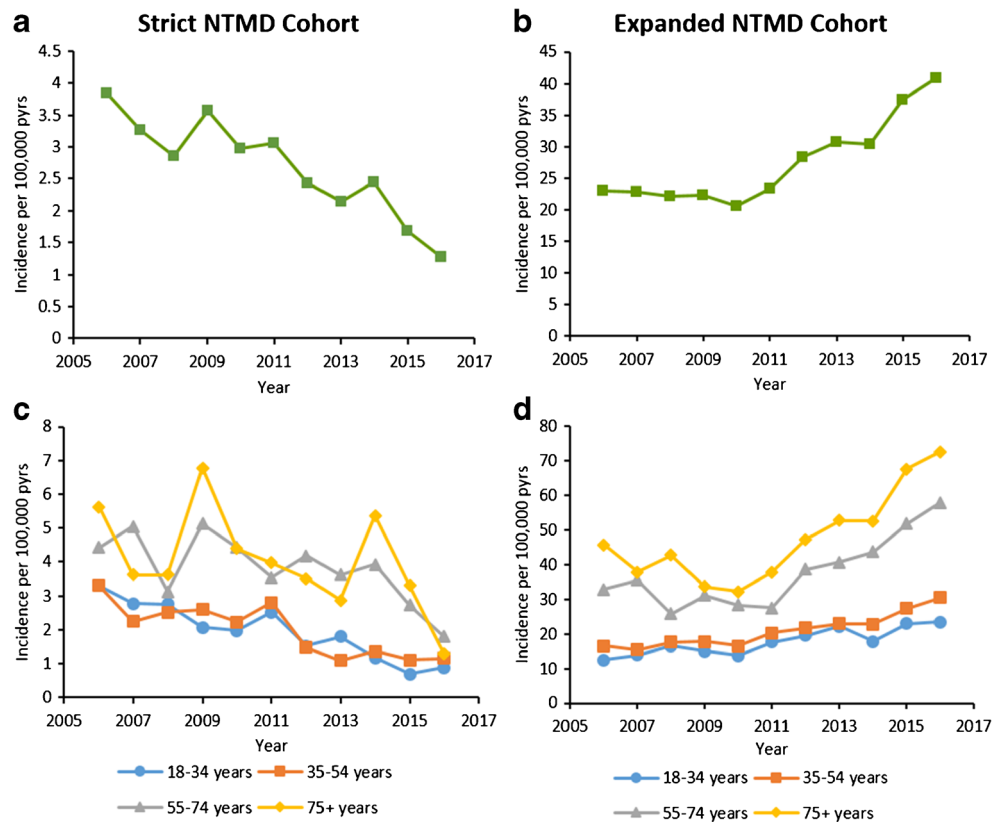 a
Strict NTMD Cohort
Incidence per 100,000 pyrs
4.5
4
3.5
3
2.5
2
1.5
1
0.5
0
2005 2007 2009 2011 2013 2015 2017
Year
b
Expanded NTMD Cohort
Incidence per 100,000 pyrs
45
40
35
30
25
20
15
10
5
0
2005 2007 2009 2011 2013 2015 2017
Year
c
Incidence per 100,000 pyrs
8
7
6
5
4
3
2
1
0
2005 2007 2009 2011 2013 2015 2017
Year
18-34 years 35-54 years
55-74 years 75+ years
d
Incidence per 100,000 pyrs
80
70
60
50
40
30
20
10
0
2005 2007 2009 2011 2013 2015 2017
Year
18-34 years 35-54 years
55-74 years 75+ years